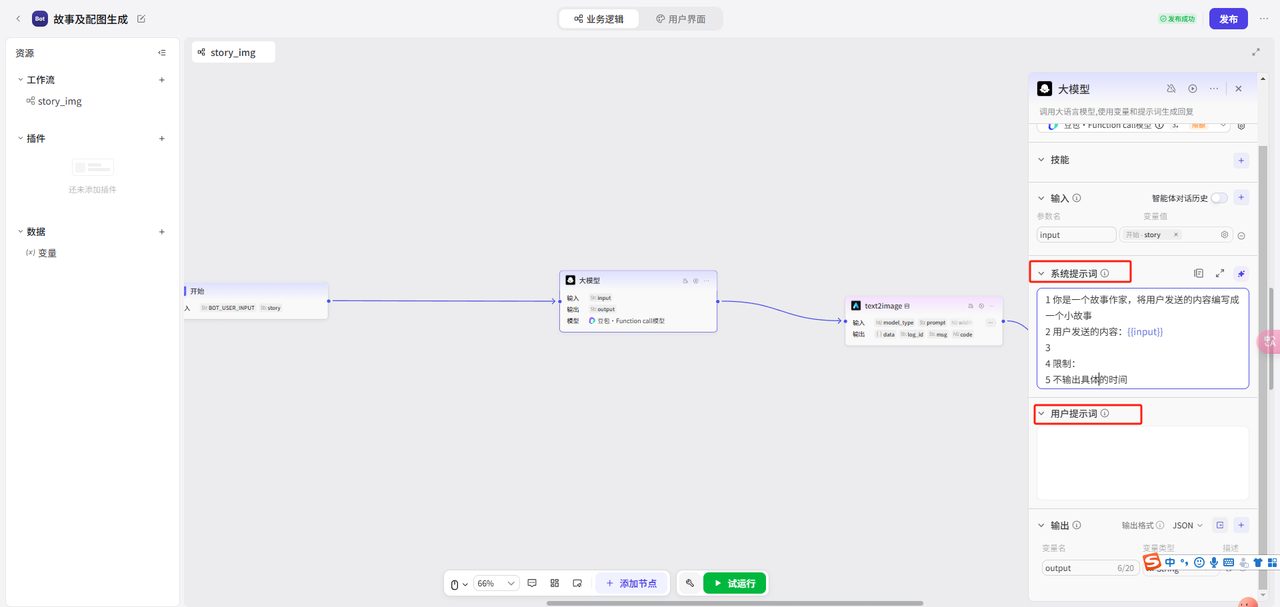 Bot 故事及配图生成
业务逻辑
用户界面
发布成功
发布
资源
工作流
story_img
插件
还未添加插件
数据
(x) 变量
story_img
开始
入 BOT_USER_INPUT story
大模型
输入 input
输出 output
模型 豆包·Function call模型
text2image
输入 model_type prompt
输出 data log_id msg code
66%
添加节点
试运行
大模型
调用大语言模型,使用变量和提示词生成回复
豆包·Function call模型
技能
输入 智能体对话历史
参数名 变量值
input 开始 story
系统提示词
1 你是一个故事作家，将用户发送的内容编写成
一个小故事
2 用户发送的内容：{{input}}
3
4 限制：
5 不输出具体的时间
用户提示词
输出 输出格式 JSON
变量名 变量类型 描述
output 6/20
中